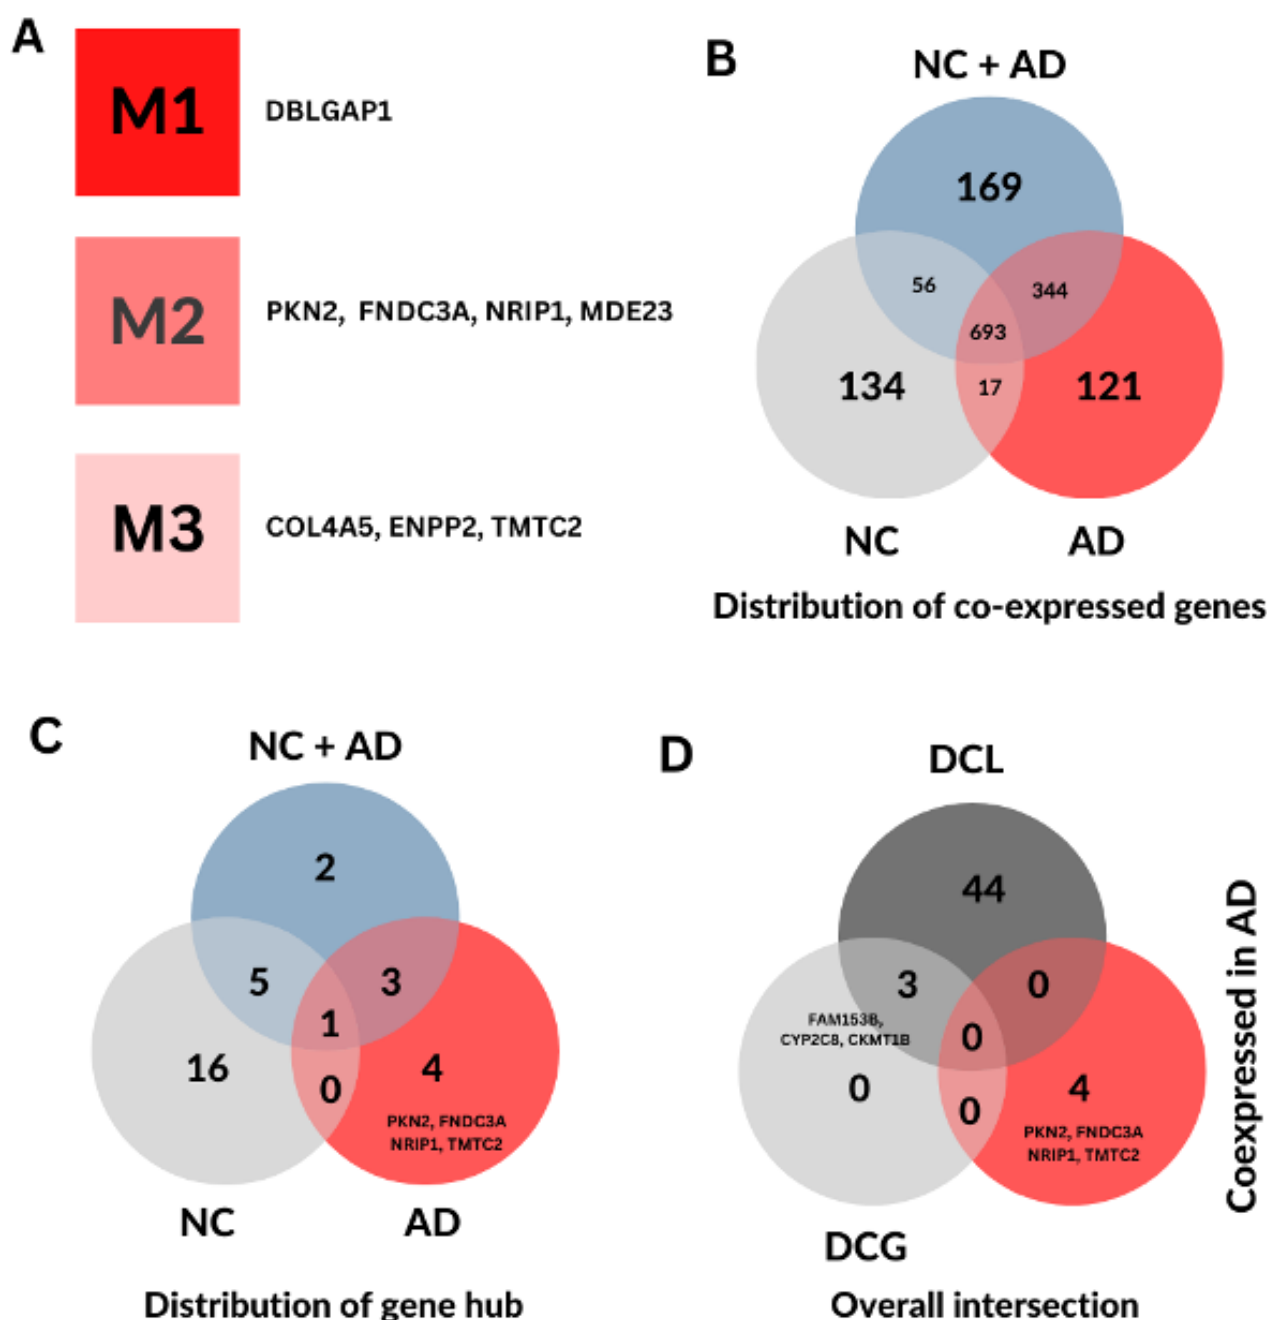 A
M1
DBLGAP1
M2
PKN2, FNDC3A, NRIP1, MDE23
M3
COL4A5, ENPP2, TMTC2
B
NC + AD
169
56
344
693
134
17
121
NC
AD
Distribution of co-expressed genes
C
NC + AD
2
5
3
1
16
0
4
PKN2, FNDC3A
NRIP1, TMTC2
NC
AD
Distribution of gene hub
D
DCL
44
3
0
FAM153B,
CYP2C8, CKMT1B
0
0
0
4
PKN2, FNDC3A
NRIP1, TMTC2
DCG
Coexpressed in AD
Overall intersection